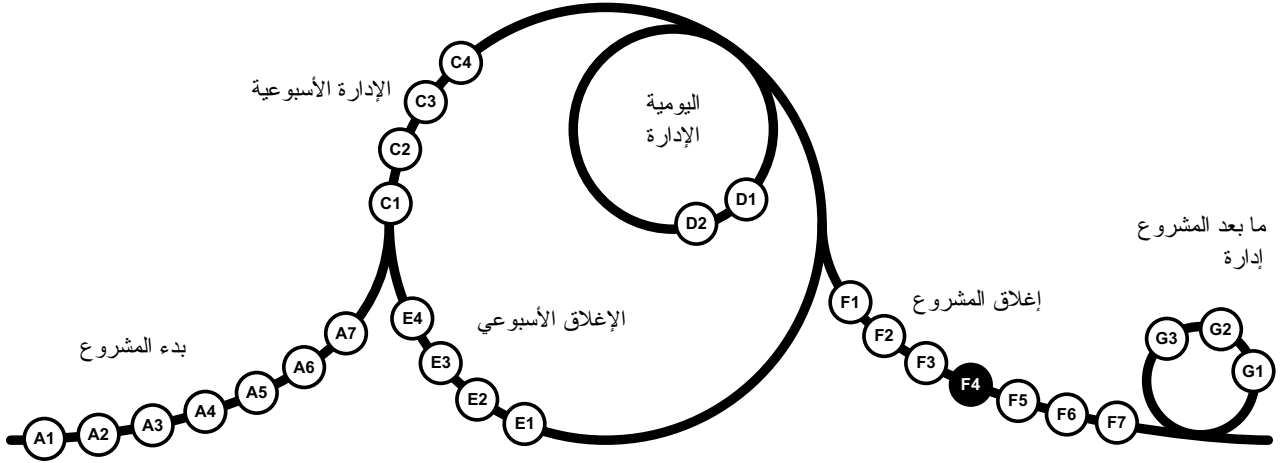 C4
الإدارة الأسبوعية
C3
C2
C1
اليومية
الإدارة
D1
D2
ما بعد المشروع
إدارة
بدء المشروع
A1
A2
A3
A4
A5
A6
A7
الإغلاق الأسبوعي
E4
E3
E2
E1
إغلاق المشروع
F1
F2
F3
F4
F5
F6
F7
G3
G2
G1